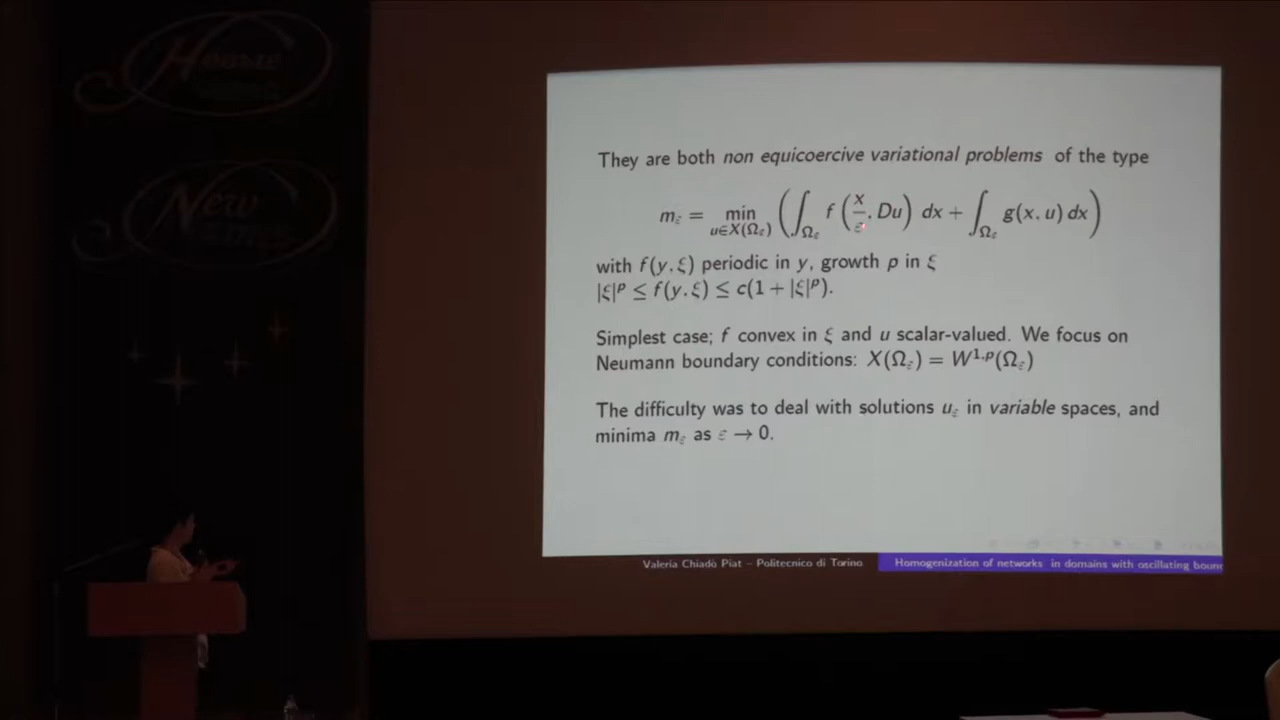 Home
New
They are both non equicoercive variational problems of the type
m_ε = min_{u∈X(Ω_ε)} ( ∫_{Ω_ε} f (x/ε, Du) dx + ∫_{Ω_ε} g(x, u) dx )
with f(y, ξ) periodic in y, growth p in ξ
|ξ|^p ≤ f(y, ξ) ≤ c(1 + |ξ|^p).
Simplest case; f convex in ξ and u scalar-valued. We focus on
Neumann boundary conditions: X(Ω_ε) = W^{1,p}(Ω_ε)
The difficulty was to deal with solutions u_ε in variable spaces, and
minima m_ε as ε → 0.
Valeria Chiadò Piat – Politecnico di Torino
Homogenization of networks in domains with oscillating boun